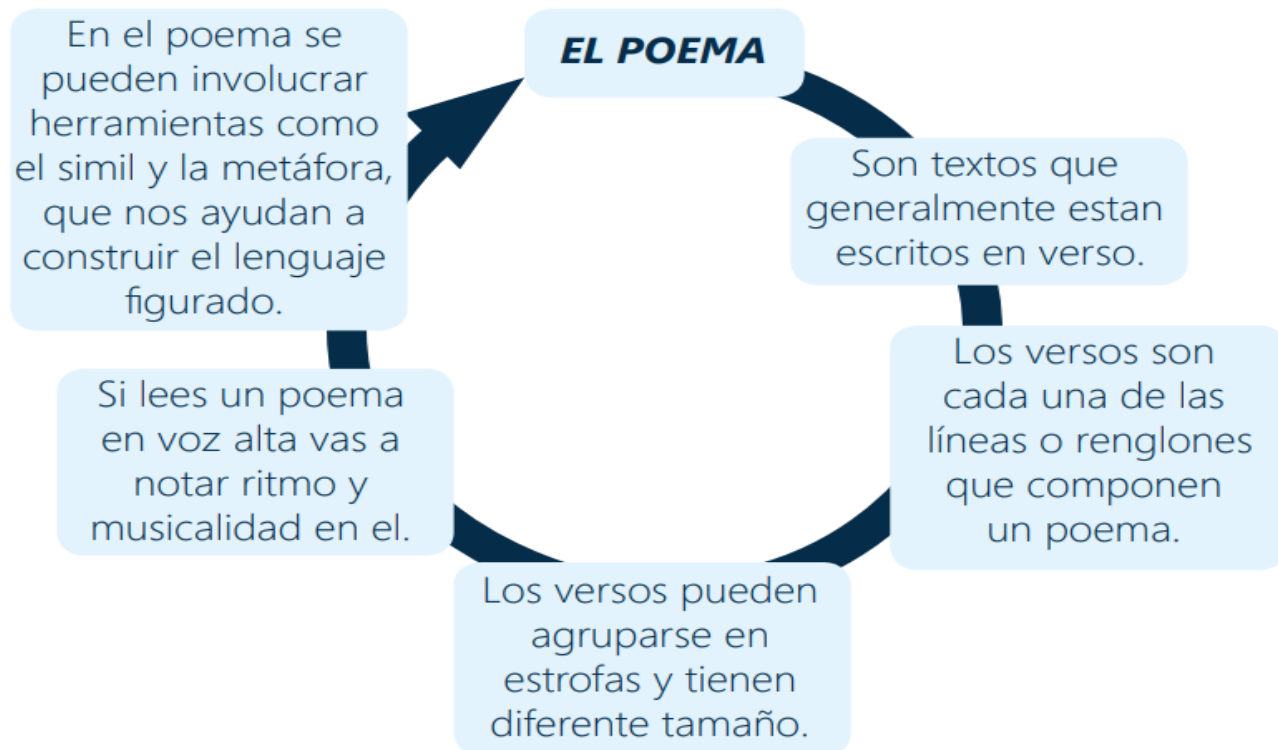 EL POEMA
Son textos que
generalmente estan
escritos en verso.
Los versos son
cada una de las
líneas o renglones
que componen
un poema.
Los versos pueden
agruparse en
estrofas y tienen
diferente tamaño.
Si lees un poema
en voz alta vas a
notar ritmo y
musicalidad en el.
En el poema se
pueden involucrar
herramientas como
el simil y la metáfora,
que nos ayudan a
construir el lenguaje
figurado.